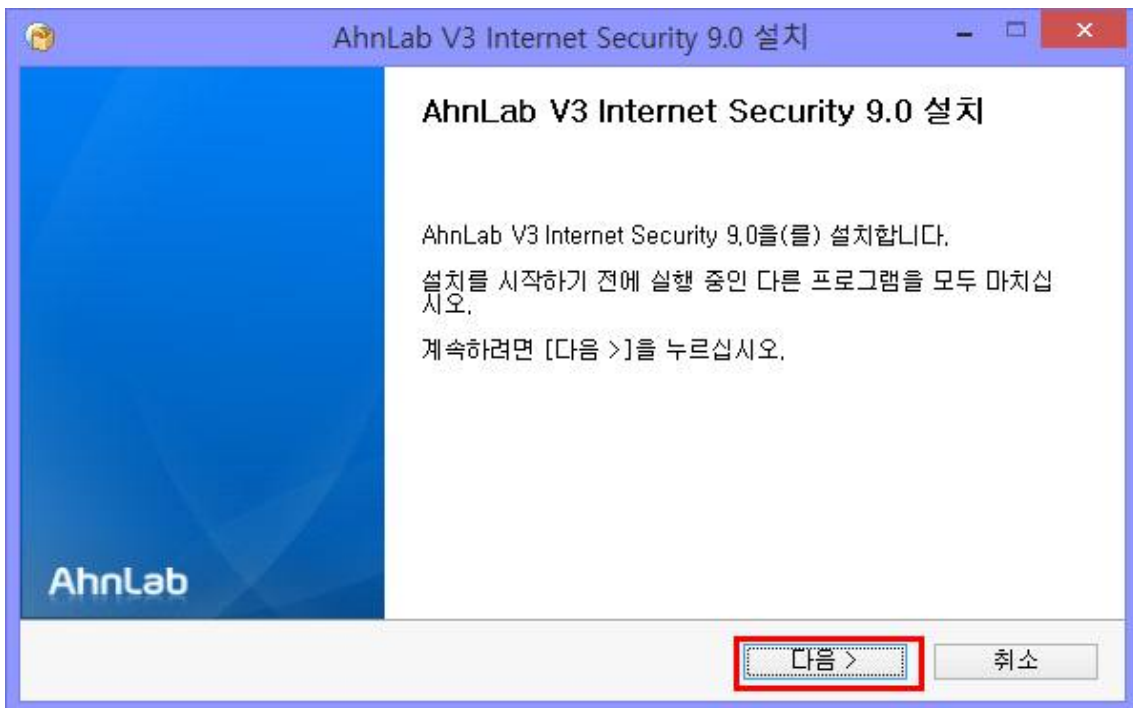 AhnLab V3 Internet Security 9.0 설치
AhnLab V3 Internet Security 9.0 설치
AhnLab V3 Internet Security 9.0을(를) 설치합니다.
설치를 시작하기 전에 실행 중인 다른 프로그램을 모두 마치십
시오.
계속하려면 [다음 >]을 누르십시오.
AhnLab
다음 >
취소